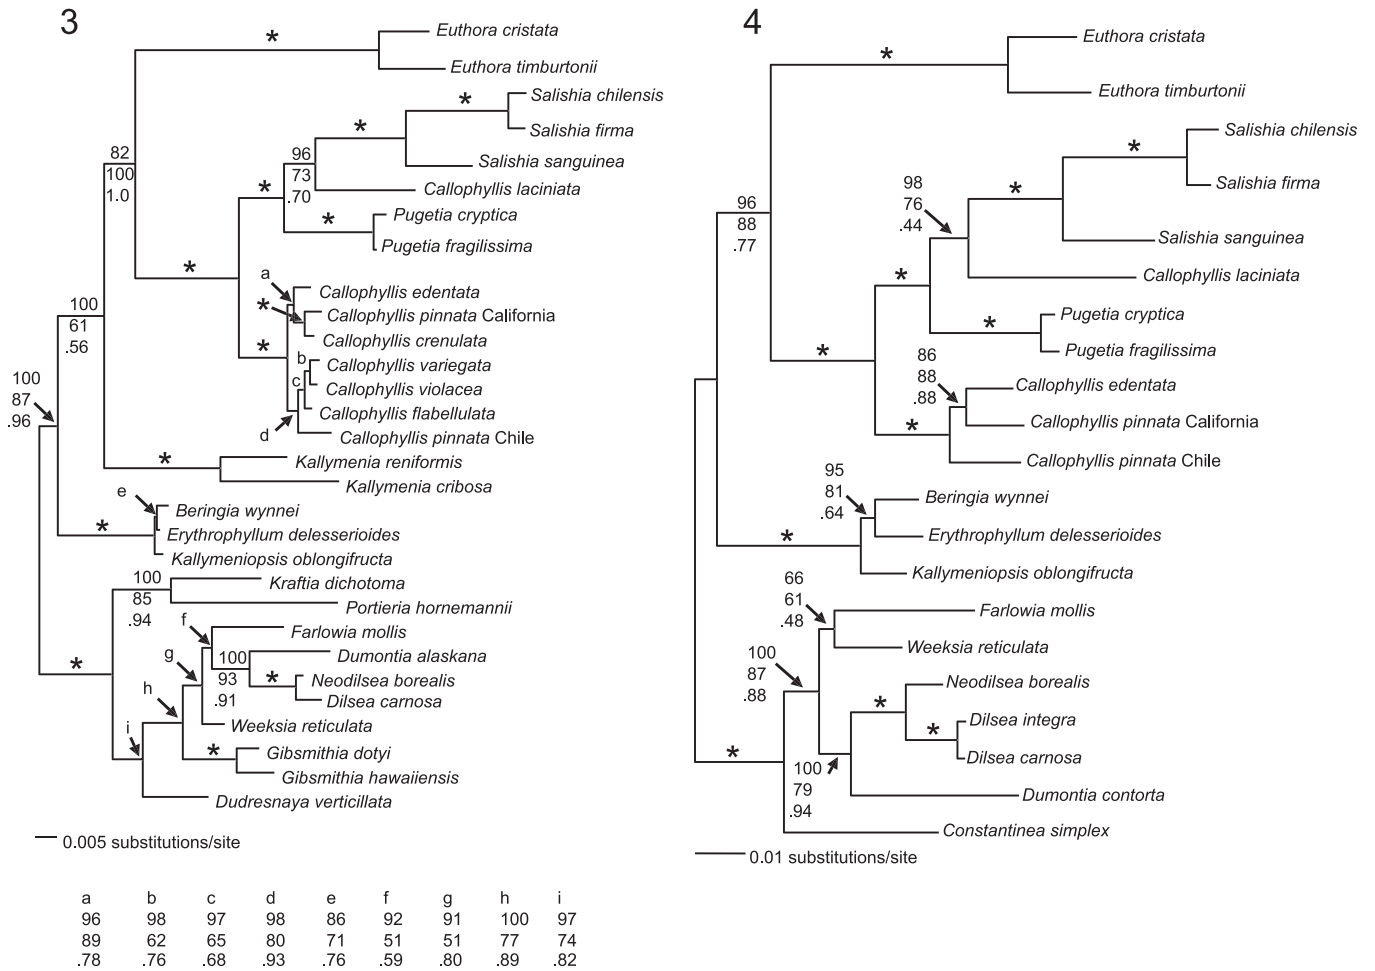 3
Euthora cristata
*
Euthora timburtonii
Salishia chilensis
*
Salishia firma
*
82
100
1.0
96
73
.70
Salishia sanguinea
*
Callophyllis laciniata
*
Pugetia cryptica
Pugetia fragilissima
*
a
Callophyllis edentata
*
Callophyllis pinnata California
Callophyllis crenulata
*
b
Callophyllis variegata
c
Callophyllis violacea
Callophyllis flabellulata
d
Callophyllis pinnata Chile
100
61
.56
100
87
.96
*
Kallymenia reniformis
Kallymenia cribosa
e
Beringia wynnei
*
Erythrophyllum delesserioides
Kallymeniopsis oblongifructa
100
85
.94
Kraftia dichotoma
Portieria hornemannii
f
Farlowia mollis
*
g
100
93
.91
Dumontia alaskana
*
Neodilsea borealis
Dilsea carnosa
h
Weeksia reticulata
i
*
Gibsmithia dotyi
Gibsmithia hawaiiensis
Dudresnaya verticillata
0.005 substitutions/site
a b c d e f g h i
96 98 97 98 86 92 91 100 97
89 62 65 80 71 51 51 77 74
.78 .76 .68 .93 .76 .59 .80 .89 .82
4
Euthora cristata
*
Euthora timburtonii
Salishia chilensis
*
Salishia firma
98
76
.44
*
96
88
.77
Salishia sanguinea
*
Callophyllis laciniata
Pugetia cryptica
*
Pugetia fragilissima
*
86
88
.88
Callophyllis edentata
Callophyllis pinnata California
*
Callophyllis pinnata Chile
95
81
.64
Beringia wynnei
*
Erythrophyllum delesserioides
Kallymeniopsis oblongifructa
66
61
.48
Farlowia mollis
Weeksia reticulata
100
87
.88
Neodilsea borealis
*
Dilsea integra
*
Dilsea carnosa
*
100
79
.94
Dumontia contorta
Constantinea simplex
0.01 substitutions/site